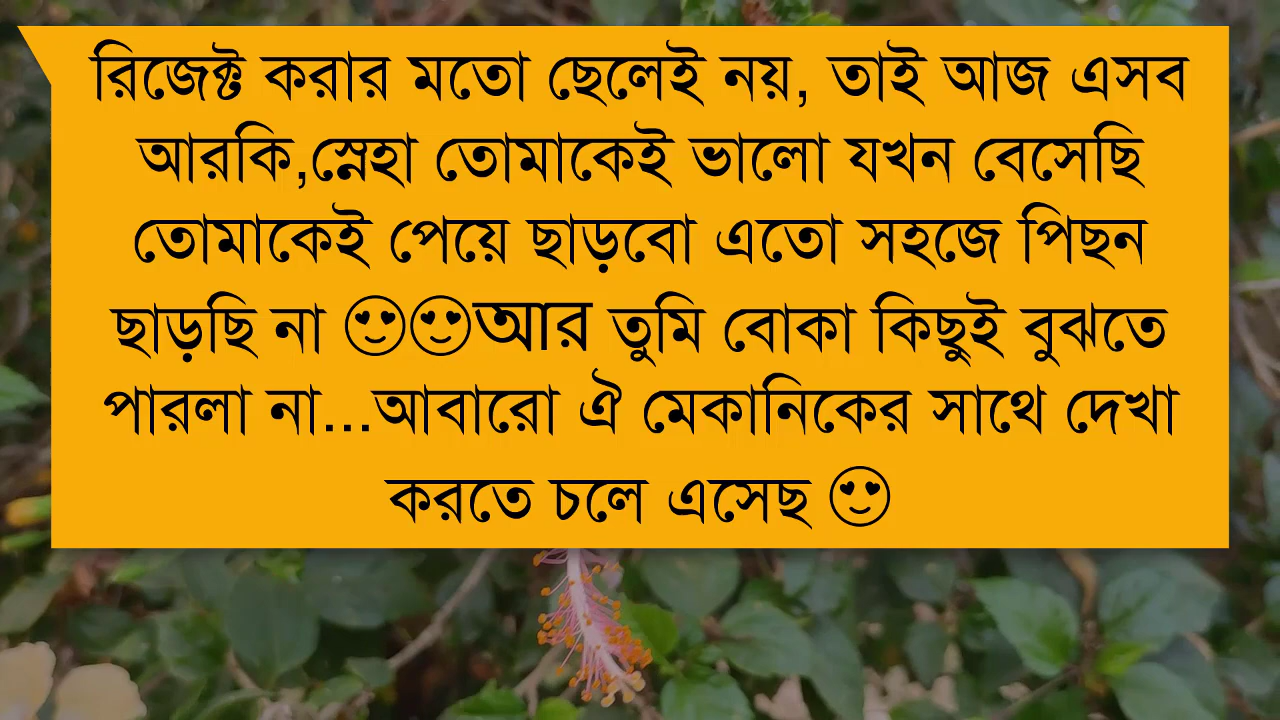 রিজেক্ট করার মতো ছেলেই নয়, তাই আজ এসব
আরকি,স্নেহা তোমাকেই ভালো যখন বেসেছি
তোমাকেই পেয়ে ছাড়বো এতো সহজে পিছন
ছাড়ছি না 😍😍আর তুমি বোকা কিছুই বুঝতে
পারলা না...আবারো ঐ মেকানিকের সাথে দেখা
করতে চলে এসেছ 😍